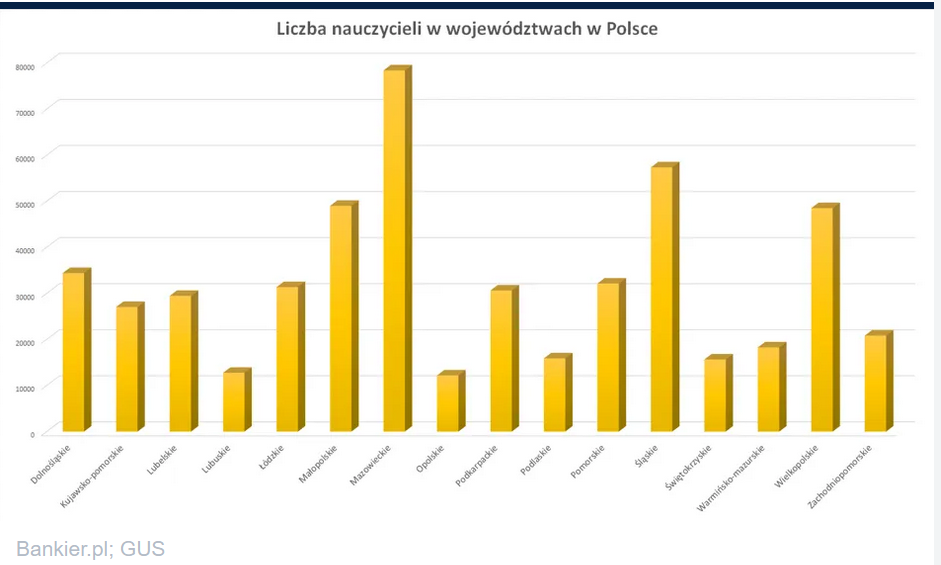 Liczba nauczycieli w województwach w Polsce
80000
70000
60000
50000
40000
30000
20000
10000
0
Dolnośląskie
Kujawsko-pomorskie
Lubelskie
Lubuskie
Łódzkie
Małopolskie
Mazowieckie
Opolskie
Podkarpackie
Podlaskie
Pomorskie
Śląskie
Świętokrzyskie
Warmińsko-mazurskie
Wielkopolskie
Zachodniopomorskie
Bankier.pl; GUS